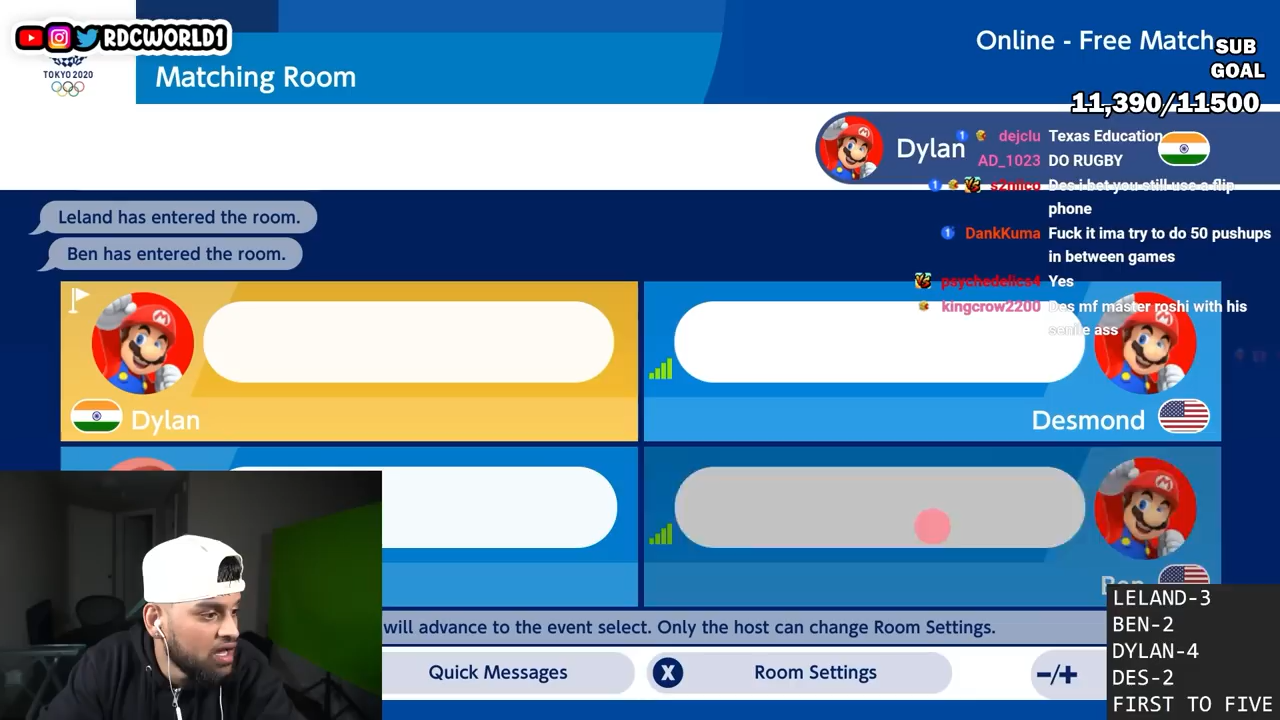 RDCWORLD1
TOKYO 2020
Matching Room
Online - Free Match
SUB
GOAL
11,390/11500
Dylan
dejclu Texas Education
AD_1023 DO RUGBY
s2nIco Des i bet you still use a flip
phone
DankKuma Fuck it ima try to do 50 pushups
in between games
psychedelics4 Yes
kingcrow2200 Des mf master roshi with his
senile ass
Leland has entered the room.
Ben has entered the room.
Dylan
Desmond
Ben
will advance to the event select. Only the host can change Room Settings.
Quick Messages
X Room Settings
-/+
LELAND-3
BEN-2
DYLAN-4
DES-2
FIRST TO FIVE